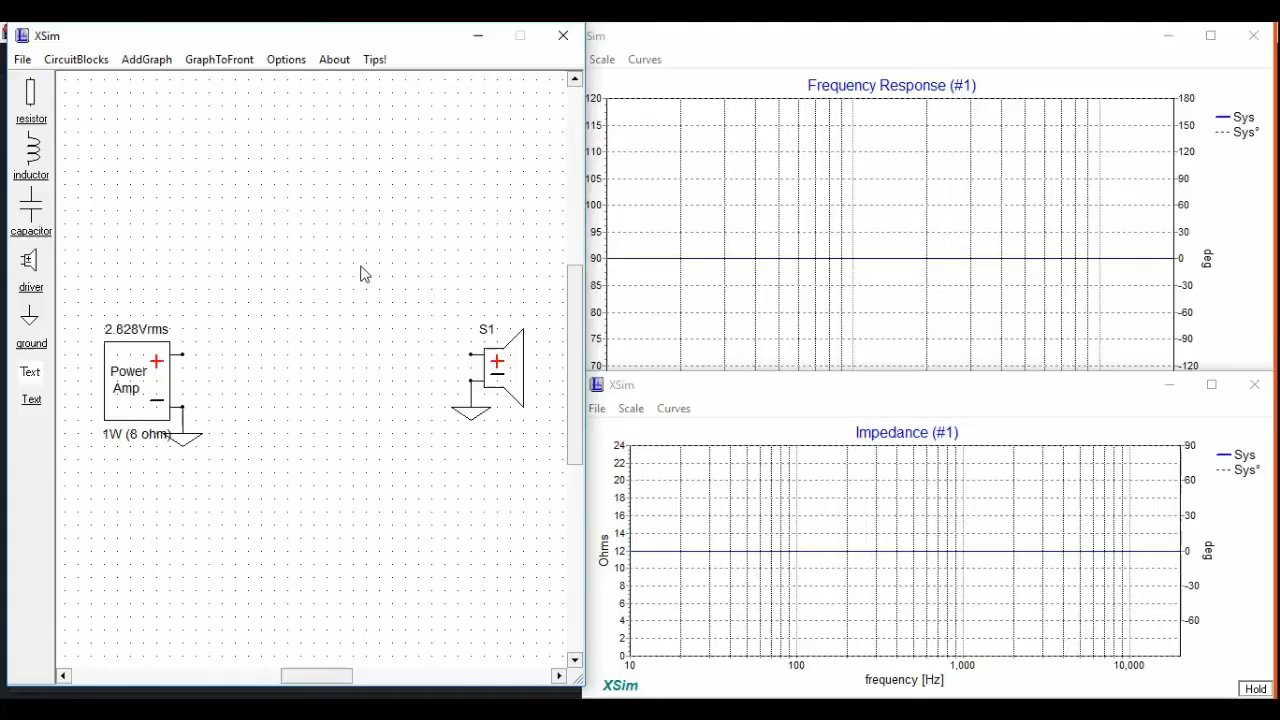 XSim
File CircuitBlocks AddGraph GraphToFront Options About Tips!
resistor
inductor
capacitor
driver
ground
Text
Text
2.828Vrms
Power
Amp
1W (8 ohm)
S1
Sim
Scale Curves
Frequency Response (#1)
120 180
115 150
110 120
105 90
100 60
95 30
90 0
85 -30
80 -60
75 -90
70 -120
deg
Sys
Sys°
XSim
File Scale Curves
Impedance (#1)
24 90
22
20 60
18
16 30
14
12 0
10
8 -30
6
4 -60
2
0
Ohms
deg
Sys
Sys°
10 100 1,000 10,000
XSim
frequency [Hz]
Hold